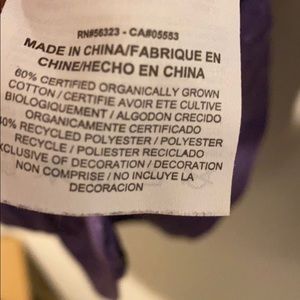 RN#56323 - CA#05553
MADE IN CHINA/FABRIQUE EN
CHINE/HECHO EN CHINA
60% CERTIFIED ORGANICALLY GROWN
COTTON / CERTIFIE AVOIR ETE CULTIVE
BIOLOGIQUEMENT / ALGODON CRECIDO
ORGANICAMENTE CERTIFICADO
40% RECYCLED POLYESTER / POLYESTER
RECYCLE / POLIESTER RECICLADO
EXCLUSIVE OF DECORATION / DECORATION
NON COMPRISE / NO INCLUYE LA
DECORACION